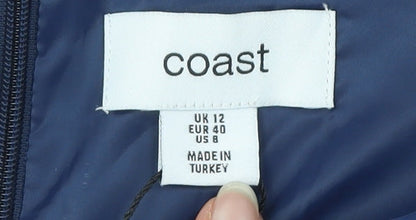 coast
UK 12
EUR 40
US 8
MADE IN
TURKEY